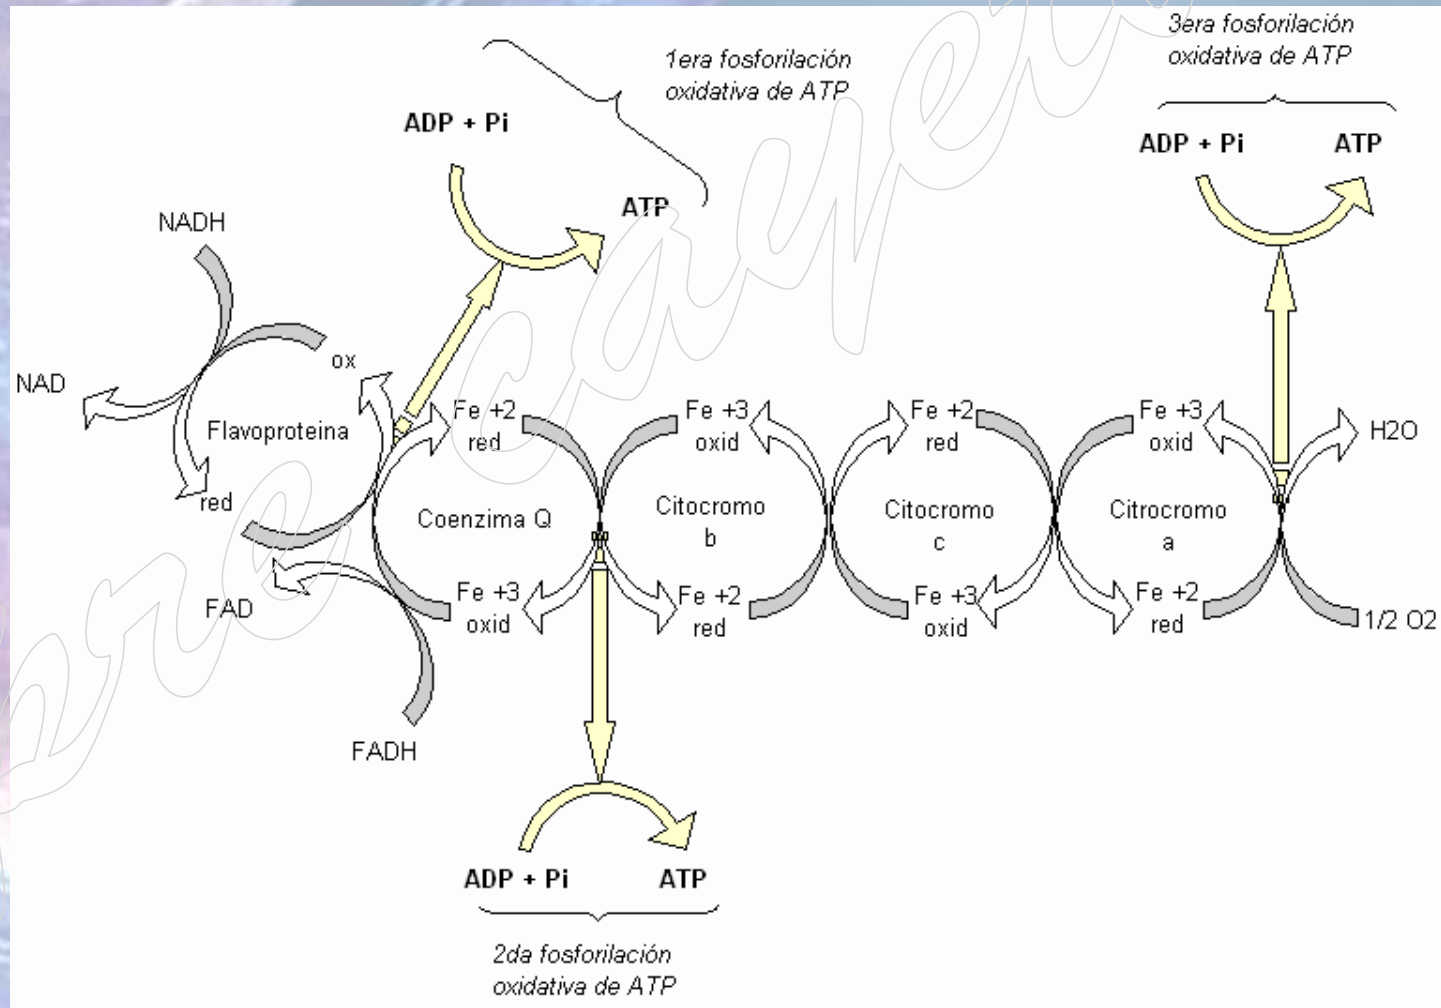 1era fosforilación
oxidativa de ATP
3era fosforilación
oxidativa de ATP
ADP + Pi
ATP
ADP + Pi
ATP
NADH
NAD
ox
Flavoproteina
red
FAD
FADH
Fe +2
red
Coenzima Q
Fe +3
oxid
Fe +3
oxid
Citocromo
b
Fe +2
red
Fe +2
red
Citocromo
c
Fe +3
oxid
Fe +3
oxid
Citrocromo
a
Fe +2
red
H2O
1/2 O2
ADP + Pi
ATP
2da fosforilación
oxidativa de ATP